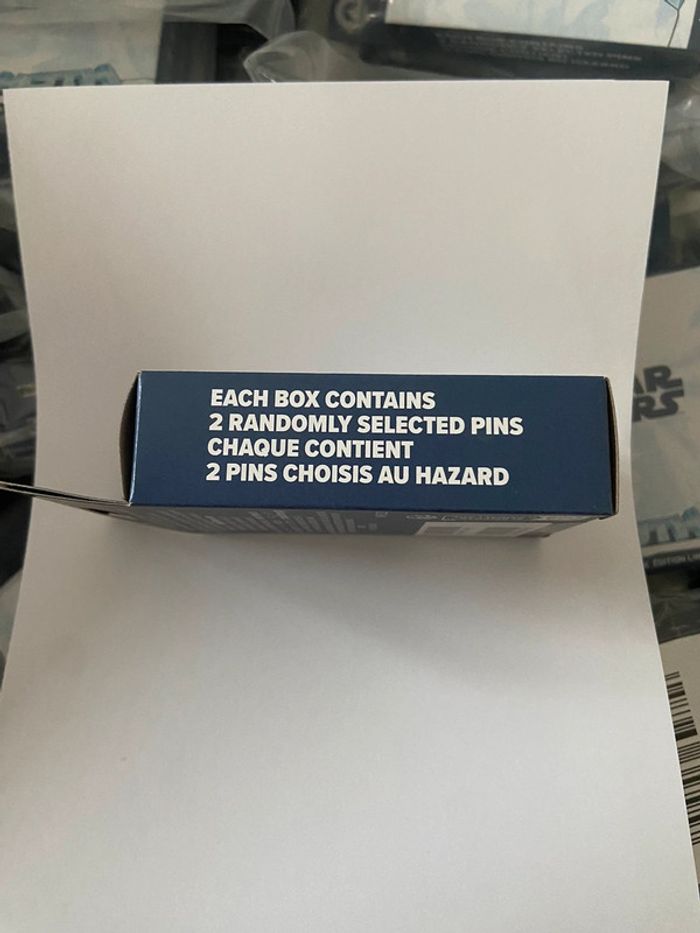 EACH BOX CONTAINS
2 RANDOMLY SELECTED PINS
CHAQUE CONTIENT
2 PINS CHOISIS AU HAZARD